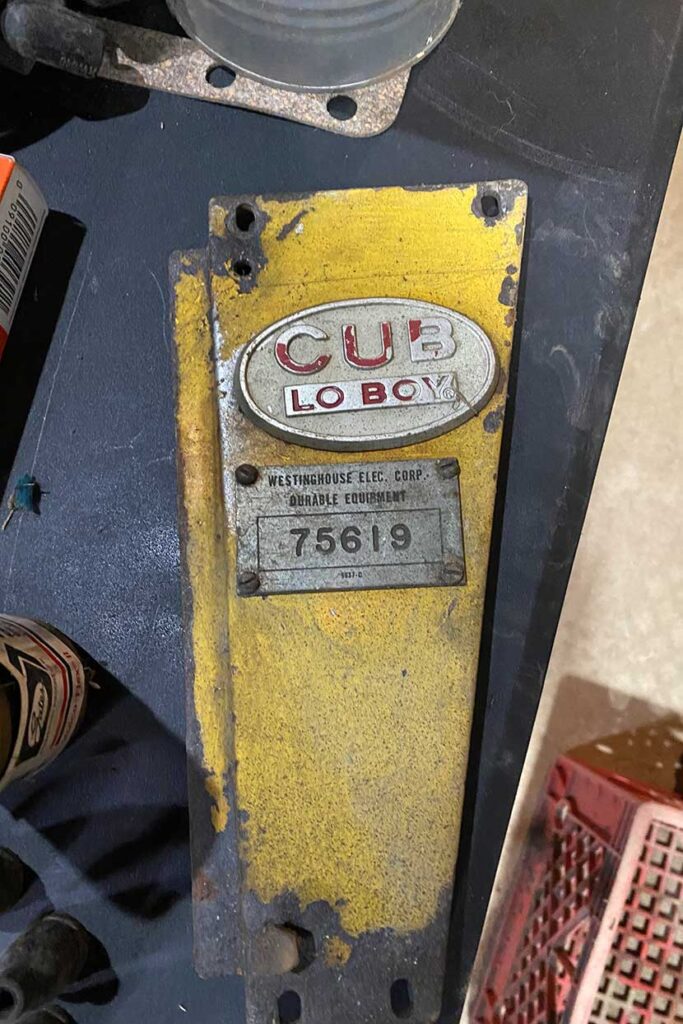 CUB
LO BOY®
WESTINGHOUSE ELEC. CORP.
DURABLE EQUIPMENT
75619